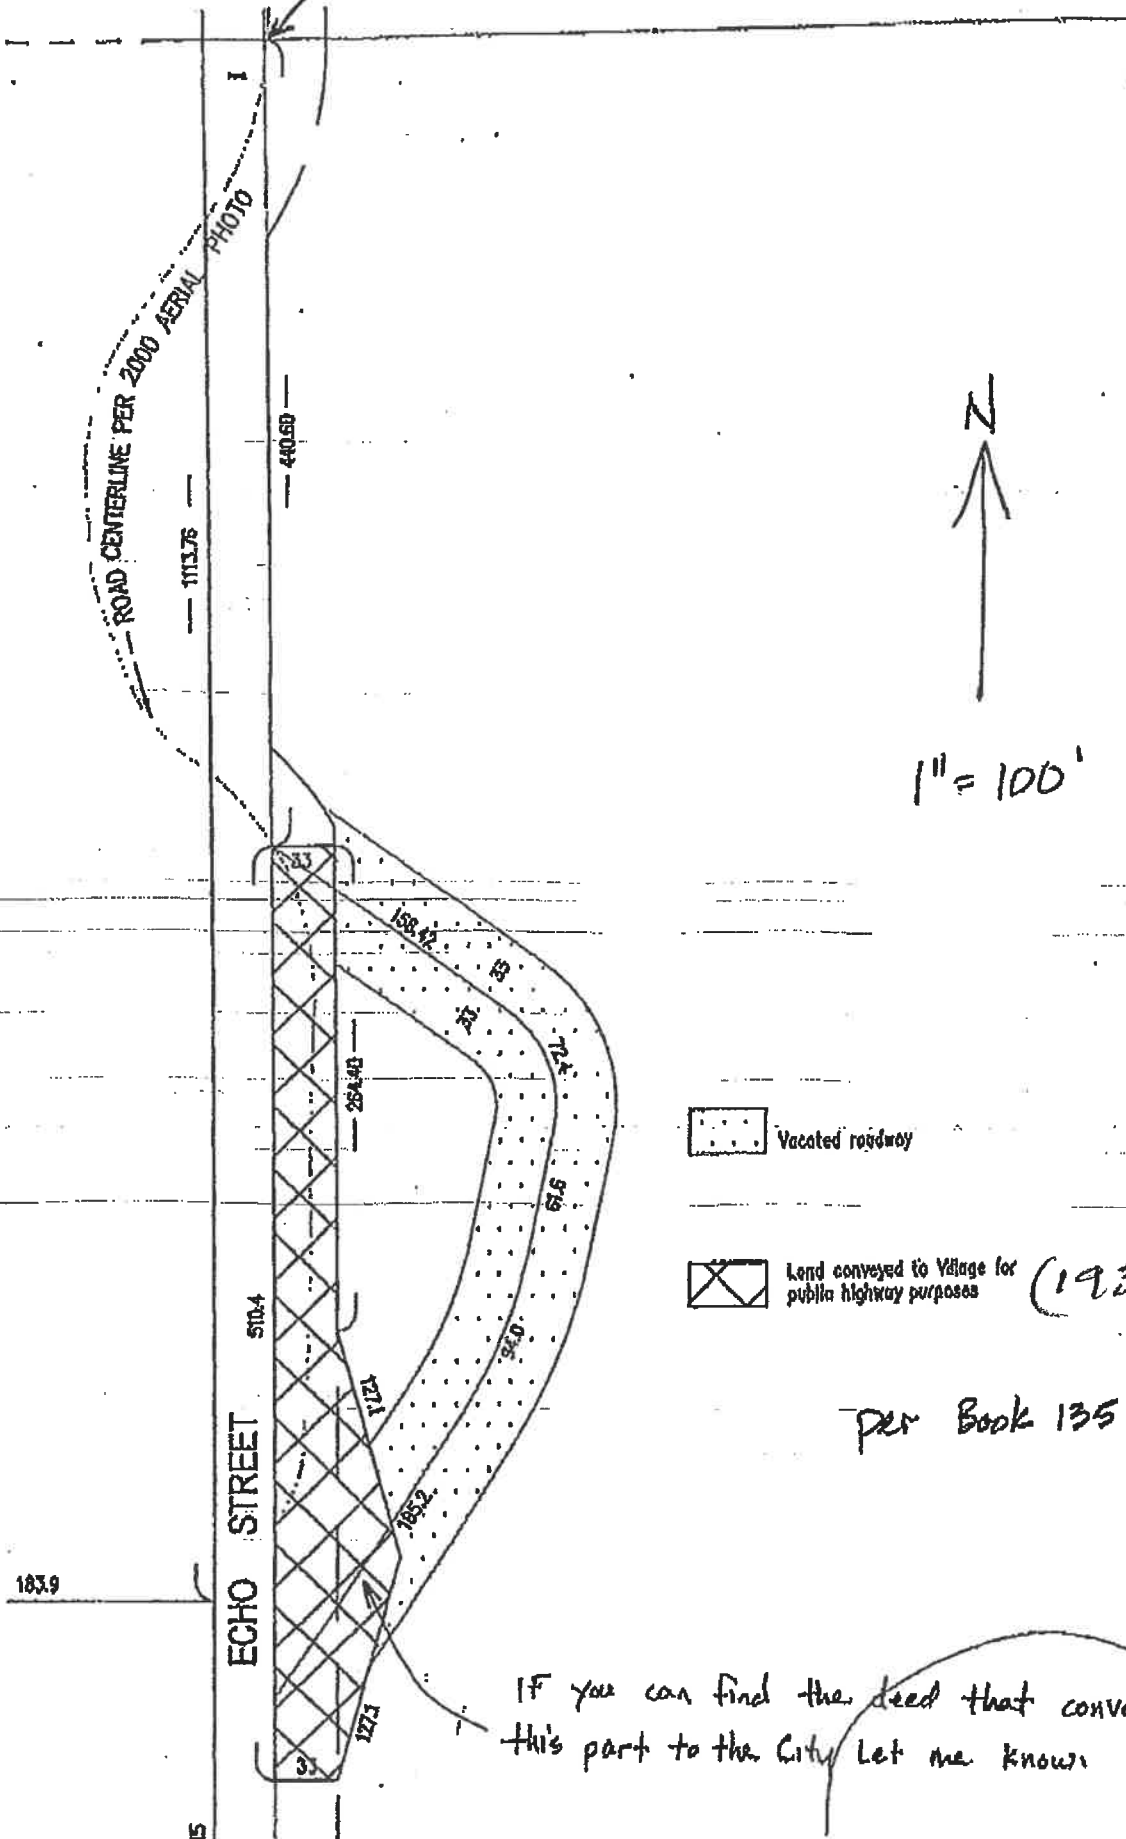 I
ROAD CENTERLINE PER 2000 AERIAL PHOTO
440.60
1113.76
N
1" = 100'
33
158.42
33
33
72.4
264.40
Vacated roadway
61.6
Land conveyed to Village for
public highway purposes
(193
510.4
94.0
127.1
per Book 135
ECHO STREET
185.2
183.9
IF you can find the deed that conve
this part to the City Let me know.
127.1
33
15